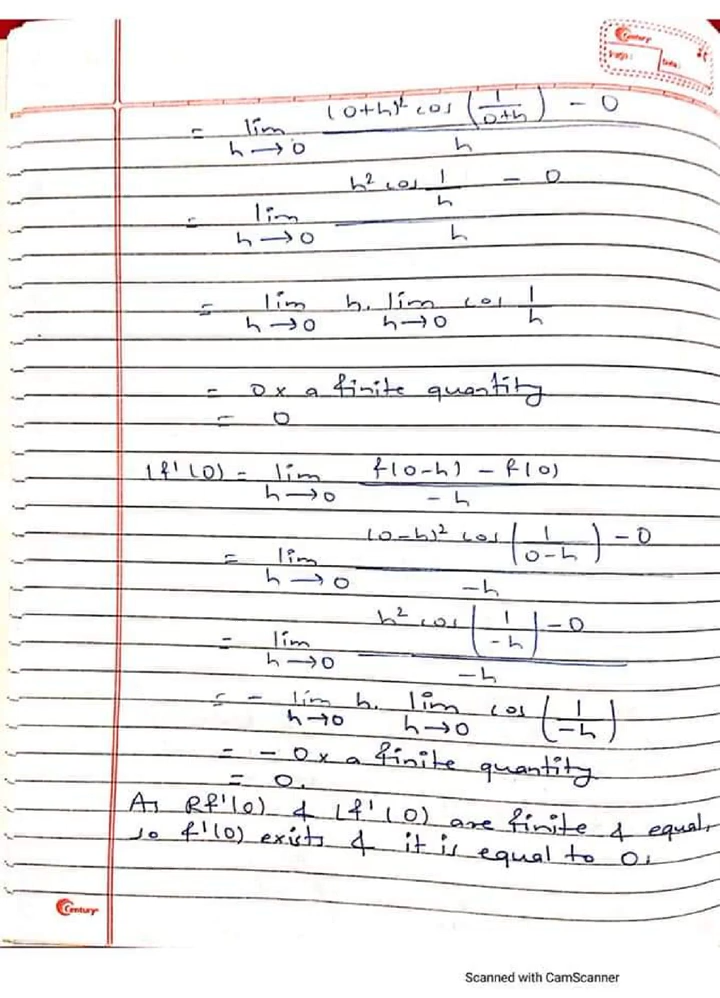 Century
= lim h→0 ((0+h)² cos (1/(0+h)) - 0)/h
= lim h→0 (h² cos 1/h - 0)/h
= lim h→0 h. lim h→0 cos 1/h
= 0 x a finite quantity
= 0
Lf'(0) = lim h→0 (f(0-h) - f(0))/-h
= lim h→0 ((0-h)² cos (1/(0-h)) - 0)/-h
= lim h→0 (h² cos (1/-h) - 0)/-h
= - lim h→0 h. lim h→0 cos (1/-h)
= - 0 x a finite quantity
= 0.
As Rf'(0) & Lf'(0) are finite & equal,
so f'(0) exists & it is equal to 0.
Century
Scanned with CamScanner